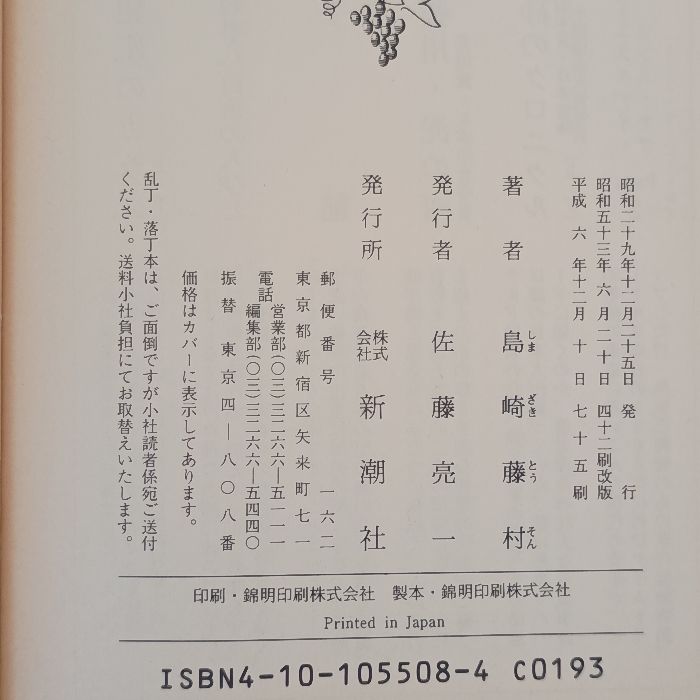 昭和二十九年十二月二十五日 発行
昭和五十三年 六月二十日 四十二刷改版
平成 六 年十二月 十 日 七十五刷
著者 島崎藤村
しま ざき とう そん
発行者 佐藤亮一
発行所 株式会社 新潮社
郵便番号 一六二
東京都新宿区矢来町七一
電話 営業部(〇三)三二六六―五一一一
編集部(〇三)三二六六―五四四〇
振替 東京四―八〇八番
価格はカバーに表示してあります。
乱丁・落丁本は、ご面倒ですが小社読者係宛ご送付
ください。送料小社負担にてお取替えいたします。
印刷・錦明印刷株式会社 製本・錦明印刷株式会社
Printed in Japan
ISBN4-10-105508-4 C0193